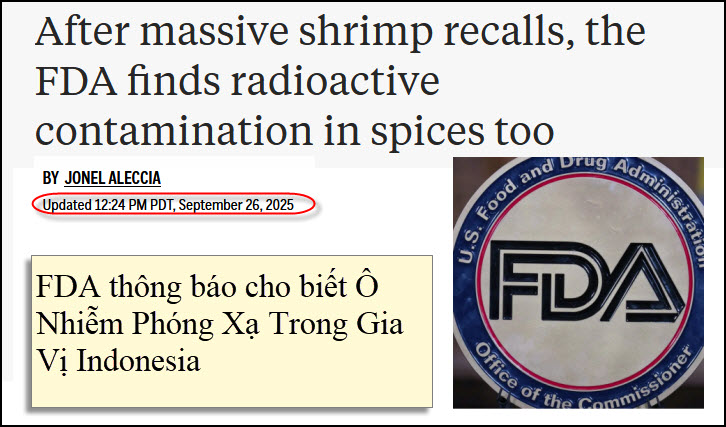 After massive shrimp recalls, the
FDA finds radioactive
contamination in spices too
BY JONEL ALECCIA
Updated 12:24 PM PDT, September 26, 2025
FDA thông báo cho biết Ô
Nhiễm Phóng Xạ Trong Gia
Vị Indonesia
U.S. Food and Drug Administration
FDA
Office of the Commissioner